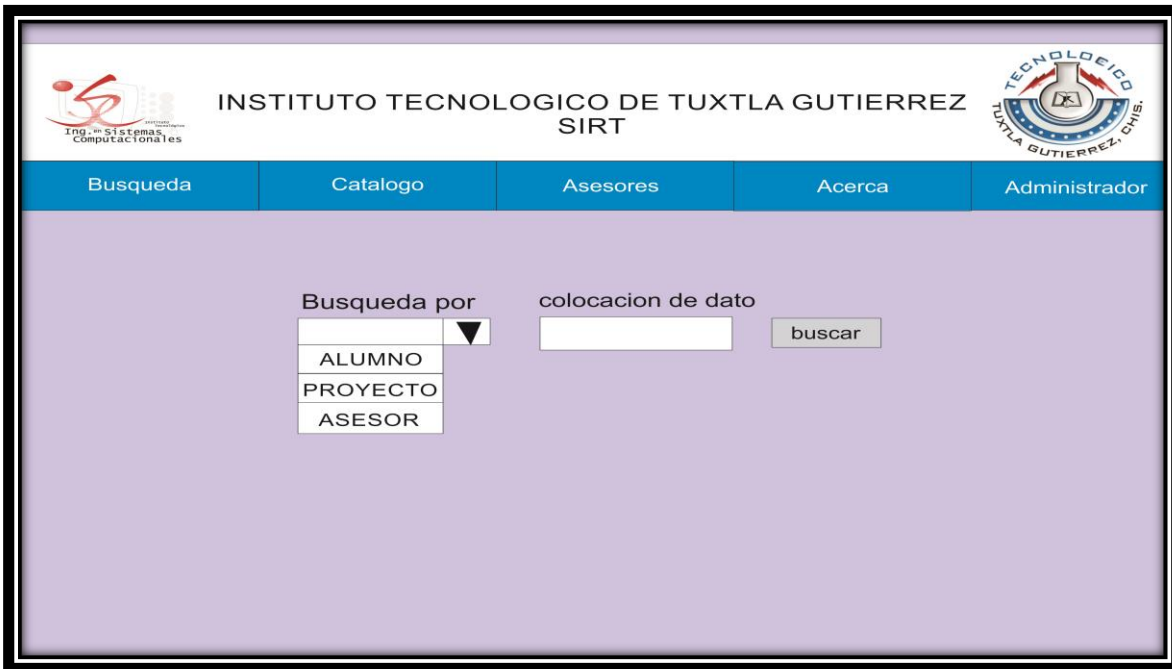 INSTITUTO TECNOLOGICO DE TUXTLA GUTIERREZ
SIRT
Ing. en Sistemas
Computacionales
TECNOLOGICO
TUXTLA GUTIERREZ, CHIS.
Busqueda
Catalogo
Asesores
Acerca
Administrador
Busqueda por
colocacion de dato
buscar
ALUMNO
PROYECTO
ASESOR